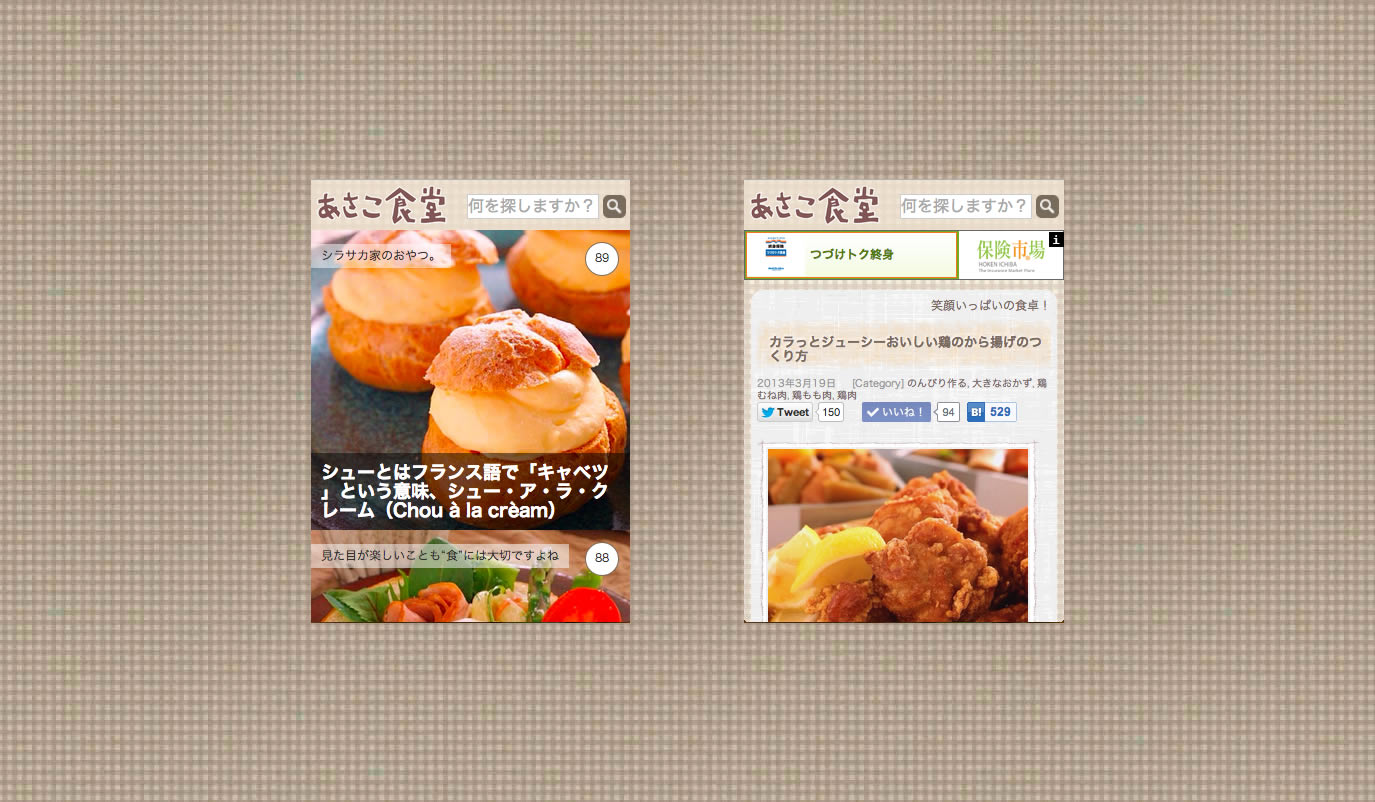 あさこ食堂
何を探しますか？
シラサカ家のおやつ。
89
シューとはフランス語で「キャベツ
」という意味、シュー・ア・ラ・ク
レーム（Chou à la crèam）
見た目が楽しいことも“食”には大切ですよね
88
あさこ食堂
何を探しますか？
つづけトク終身
保険市場
HOKEN ICHIBA
The Insurance Market Place
i
笑顔いっぱいの食卓！
カラっとジューシーおいしい鶏のから揚げのつ
くり方
2013年3月19日 [Category] のんびり作る, 大きなおかず, 鶏
むね肉, 鶏もも肉, 鶏肉
Tweet 150 いいね！ 94 B! 529